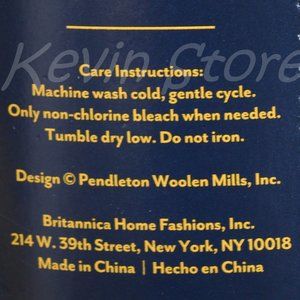 Kevin Store
Care Instructions:
Machine wash cold, gentle cycle.
Only non-chlorine bleach when needed.
Tumble dry low. Do not iron.
Design © Pendleton Woolen Mills, Inc.
Britannica Home Fashions, Inc.
214 W. 39th Street, New York, NY 10018
Made in China | Hecho en China